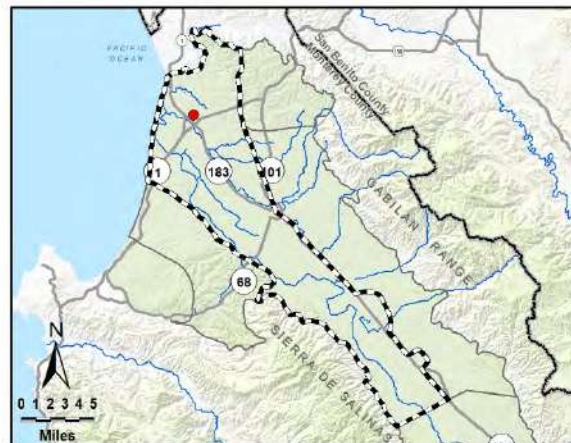 PACIFIC
OCEAN
1
San Benito County
Monterey County
1
183
101
GABILAN RANGE
68
SIERRA DE SALINAS
N
0 1 2 3 4 5
Miles